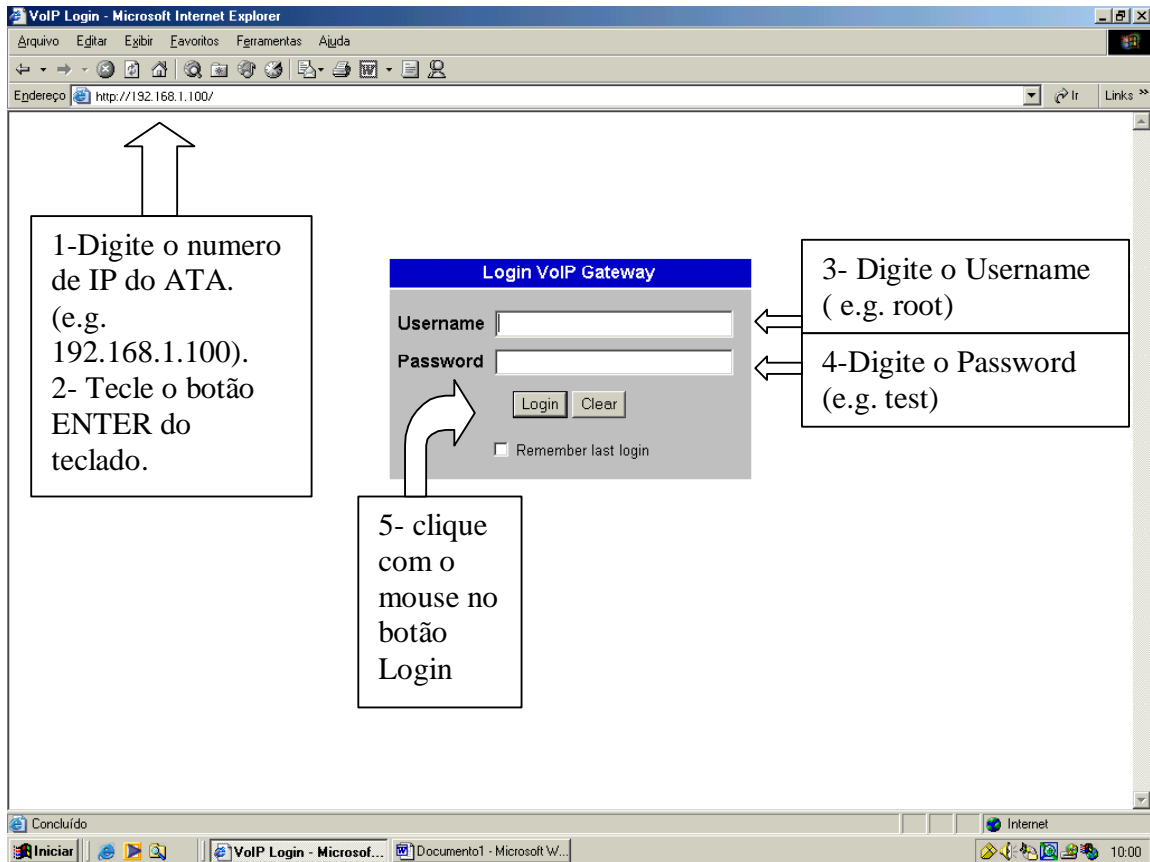 VoIP Login - Microsoft Internet Explorer
Arquivo Editar Exibir Favoritos Ferramentas Ajuda
Endereço http://192.168.1.100/ Ir Links »
1-Digite o numero
de IP do ATA.
(e.g.
192.168.1.100).
2- Tecle o botão
ENTER do
teclado.
Login VoIP Gateway
Username
Password
Login Clear
Remember last login
3- Digite o Username
( e.g. root)
4-Digite o Password
(e.g. test)
5- clique
com o
mouse no
botão
Login
Concluído Internet
Iniciar VoIP Login - Microsof... Documento1 - Microsoft W... 10:00